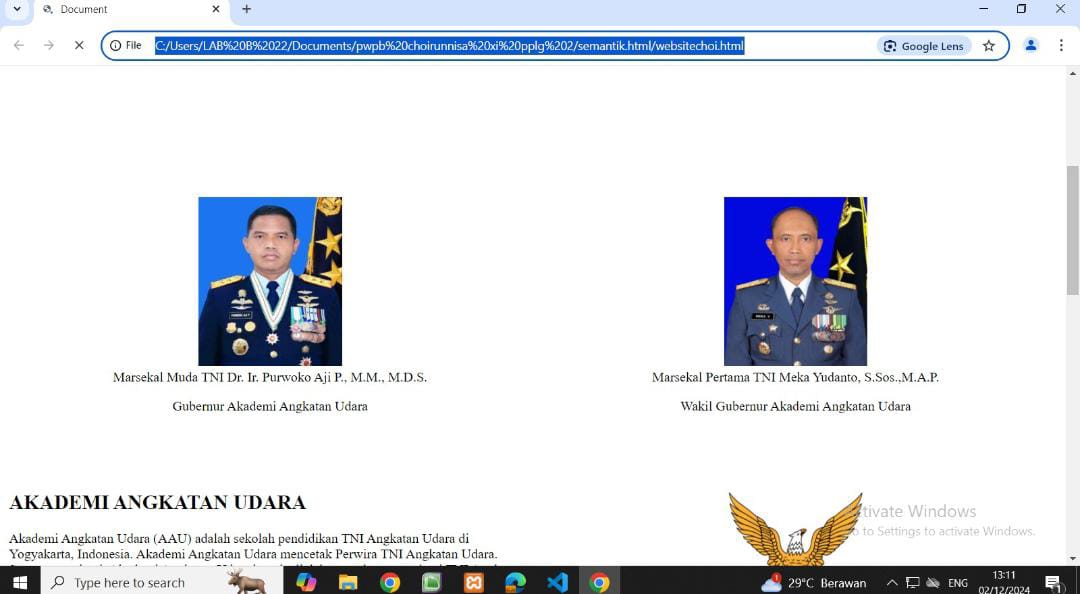 Document
File
C:/Users/LAB%20B%2022/Documents/pwpb%20choirunnisa%20xi%20pplg%202/semantik.html/websitechoi.html
Google Lens
Marsekal Muda TNI Dr. Ir. Purwoko Aji P., M.M., M.D.S.
Marsekal Pertama TNI Meka Yudanto, S.Sos.,M.A.P.
Gubernur Akademi Angkatan Udara
Wakil Gubernur Akademi Angkatan Udara
AKADEMI ANGKATAN UDARA
Akademi Angkatan Udara (AAU) adalah sekolah pendidikan TNI Angkatan Udara di
Yogyakarta, Indonesia. Akademi Angkatan Udara mencetak Perwira TNI Angkatan Udara.
Activate Windows
Go to Settings to activate Windows.
Type here to search
29°C Berawan
ENG
13:11
02/12/2024